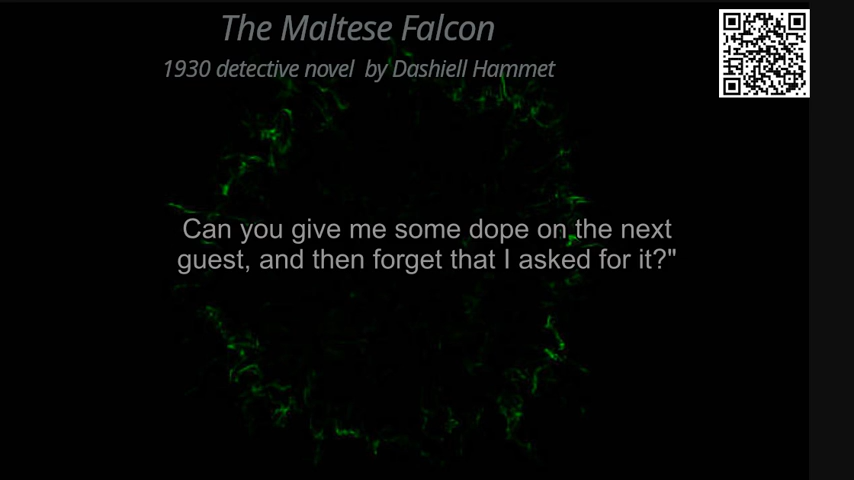 The Maltese Falcon
1930 detective novel  by Dashiell Hammet
Can you give me some dope on the next
guest, and then forget that I asked for it?"